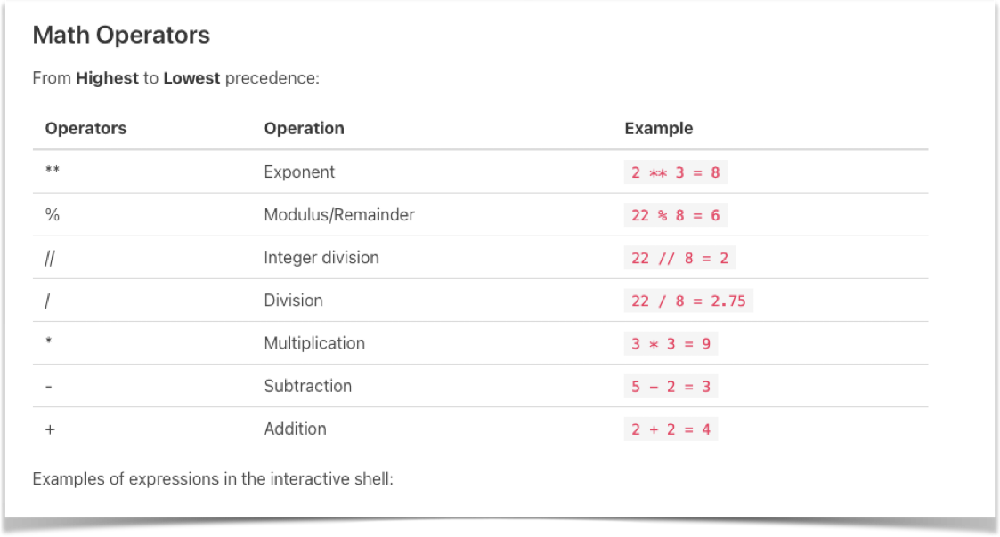 Math Operators
From Highest to Lowest precedence:
Operators Operation Example
** Exponent 2 ** 3 = 8
% Modulus/Remainder 22 % 8 = 6
// Integer division 22 // 8 = 2
/ Division 22 / 8 = 2.75
* Multiplication 3 * 3 = 9
- Subtraction 5 - 2 = 3
+ Addition 2 + 2 = 4
Examples of expressions in the interactive shell: